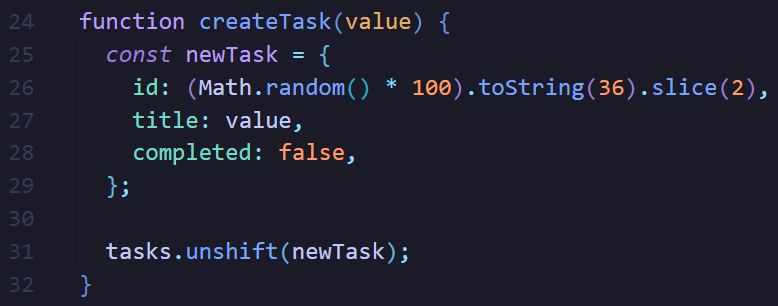 24 function createTask(value) {
25   const newTask = {
26     id: (Math.random() * 100).toString(36).slice(2),
27     title: value,
28     completed: false,
29   };
30
31   tasks.unshift(newTask);
32 }